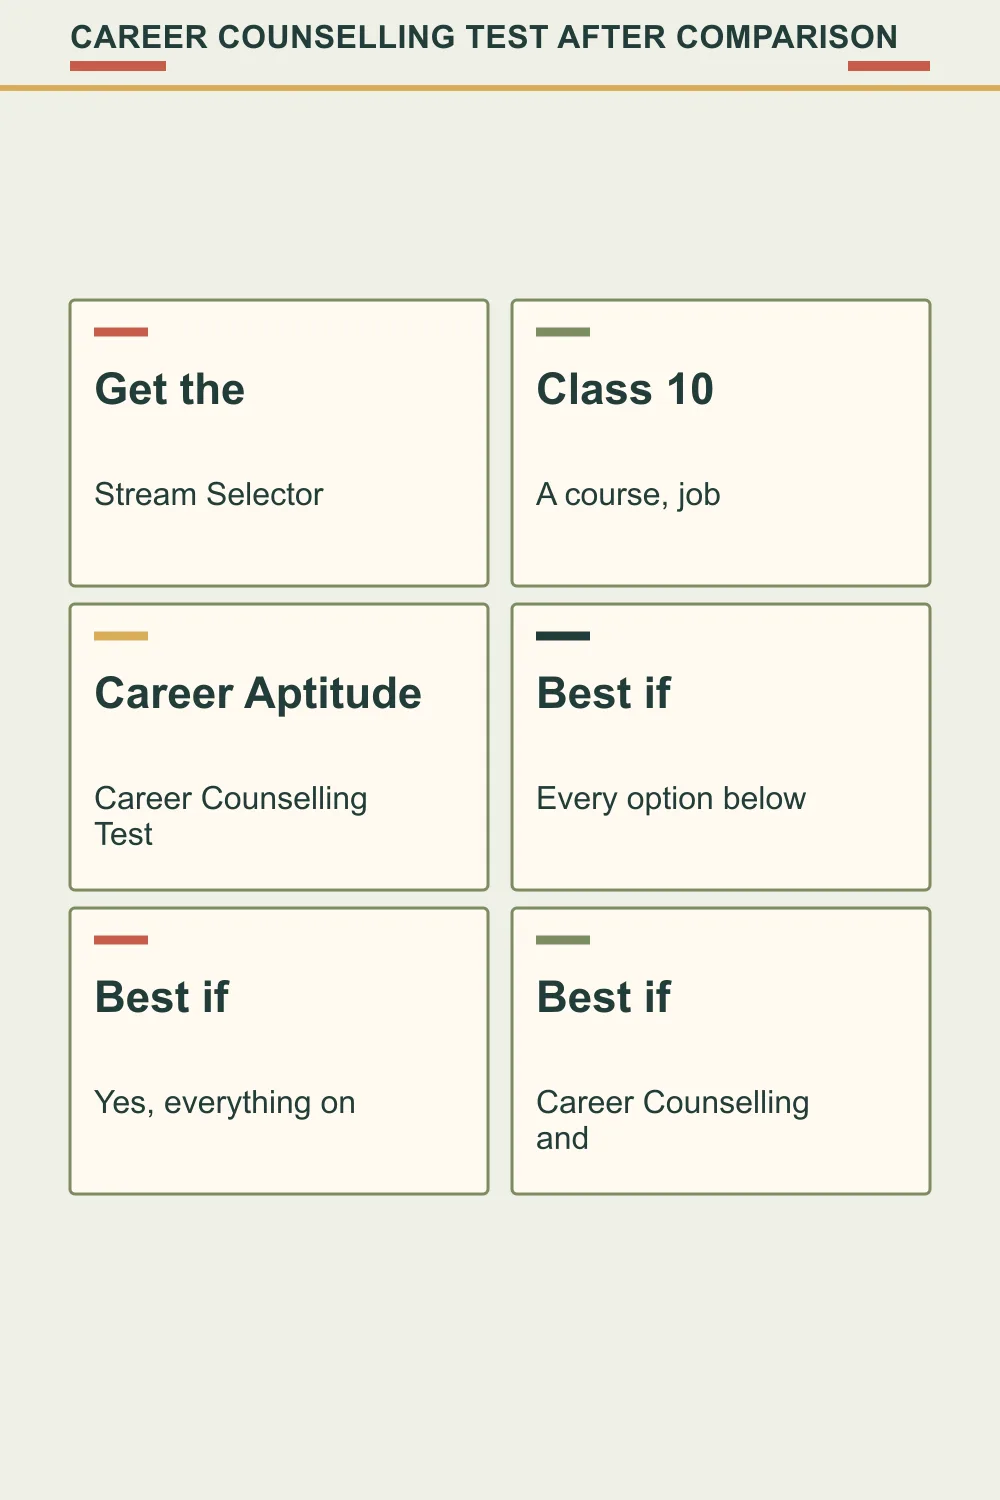 CAREER COUNSELLING TEST AFTER COMPARISON
Get the
Stream Selector
Class 10
A course, job
Career Aptitude
Career Counselling
Test
Best if
Every option below
Best if
Yes, everything on
Best if
Career Counselling
and